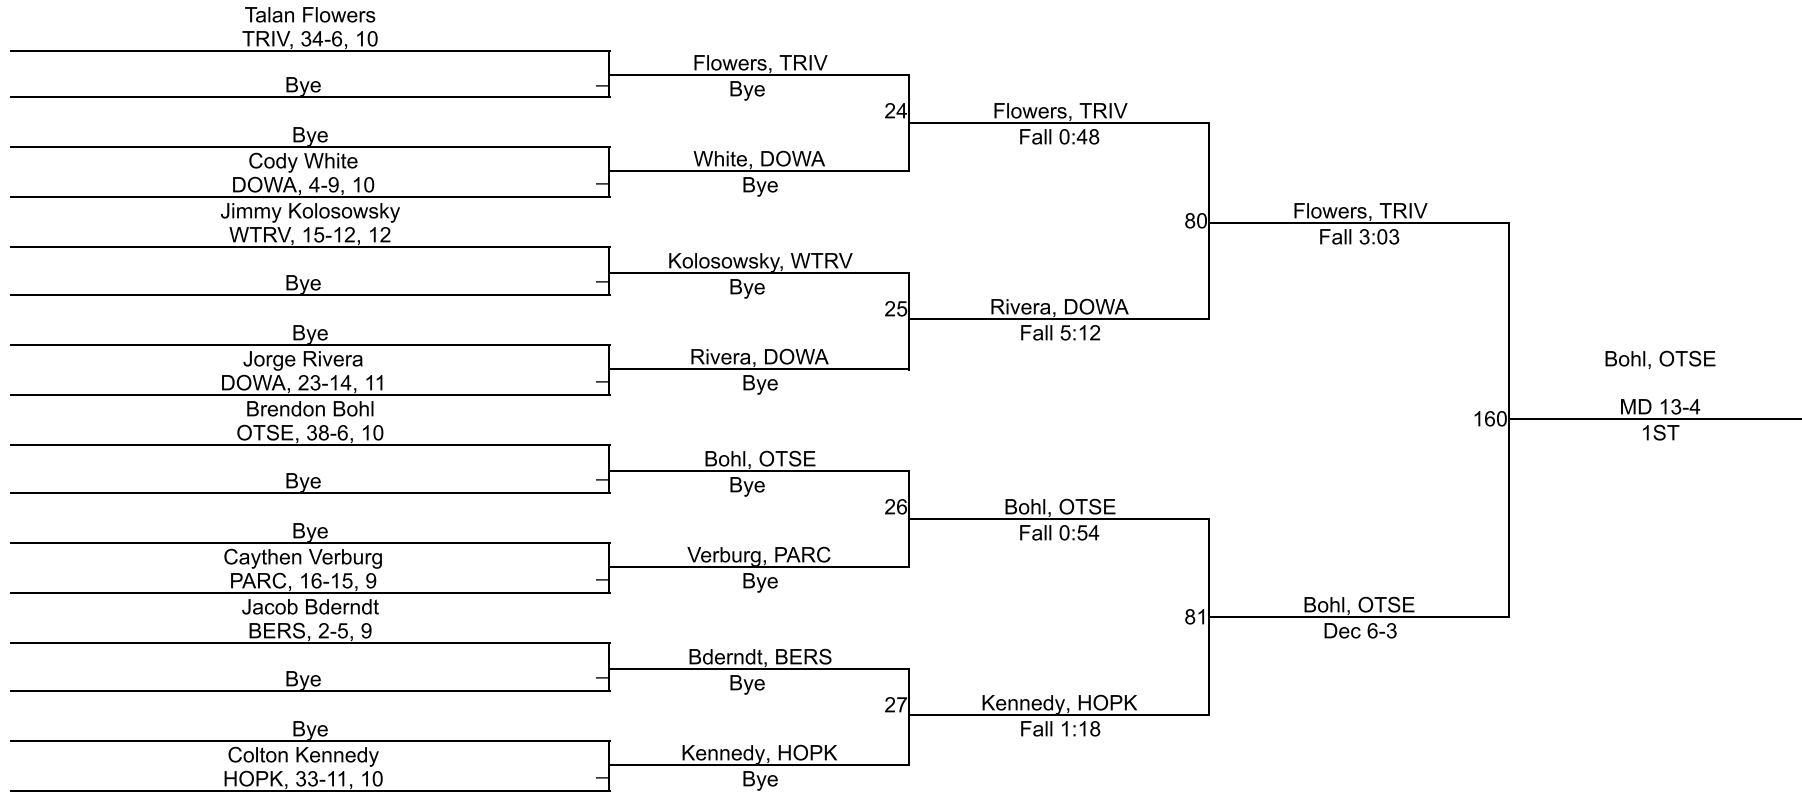 Talan Flowers
TRIV, 34-6, 10
Bye
Bye
Cody White
DOWA, 4-9, 10
Jimmy Kolosowsky
WTRV, 15-12, 12
Bye
Bye
Jorge Rivera
DOWA, 23-14, 11
Brendon Bohl
OTSE, 38-6, 10
Bye
Bye
Caythen Verburg
PARC, 16-15, 9
Jacob Bderndt
BERS, 2-5, 9
Bye
Bye
Colton Kennedy
HOPK, 33-11, 10
Flowers, TRIV
Bye
24
White, DOWA
Bye
Kolosowsky, WTRV
Bye
25
Rivera, DOWA
Bye
Bohl, OTSE
Bye
26
Verburg, PARC
Bye
Bderndt, BERS
Bye
27
Kennedy, HOPK
Bye
Flowers, TRIV
Fall 0:48
80
Rivera, DOWA
Fall 5:12
Bohl, OTSE
Fall 0:54
81
Kennedy, HOPK
Fall 1:18
Flowers, TRIV
Fall 3:03
160
Bohl, OTSE
Dec 6-3
Bohl, OTSE
MD 13-4
1ST